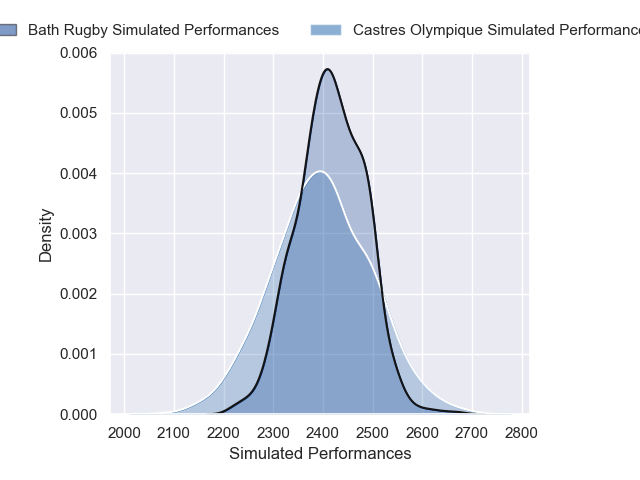 Bath Rugby Simulated Performances
Castres Olympique Simulated Performanc
0.006
0.005
0.004
0.003
0.002
0.001
0.000
Density
2000 2100 2200 2300 2400 2500 2600 2700 2800
Simulated Performances